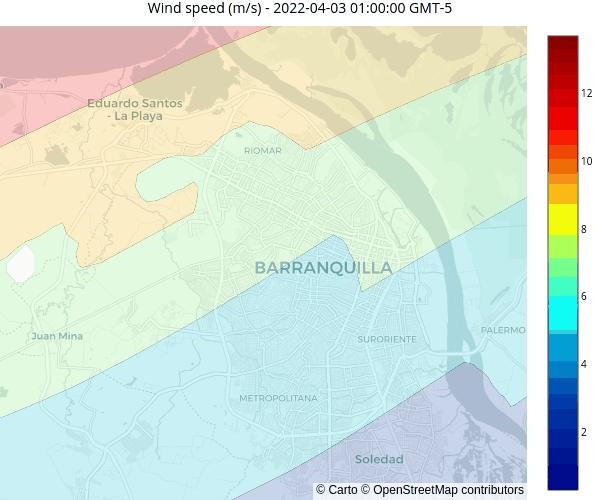 Wind speed (m/s) - 2022-04-03 01:00:00 GMT-5
Eduardo Santos
- La Playa
RIOMAR
BARRANQUILLA
Juan Mina
SURORIENTE
PALERMO
METROPOLITANA
Soledad
© Carto © OpenStreetMap contributors
12
10
8
6
4
2